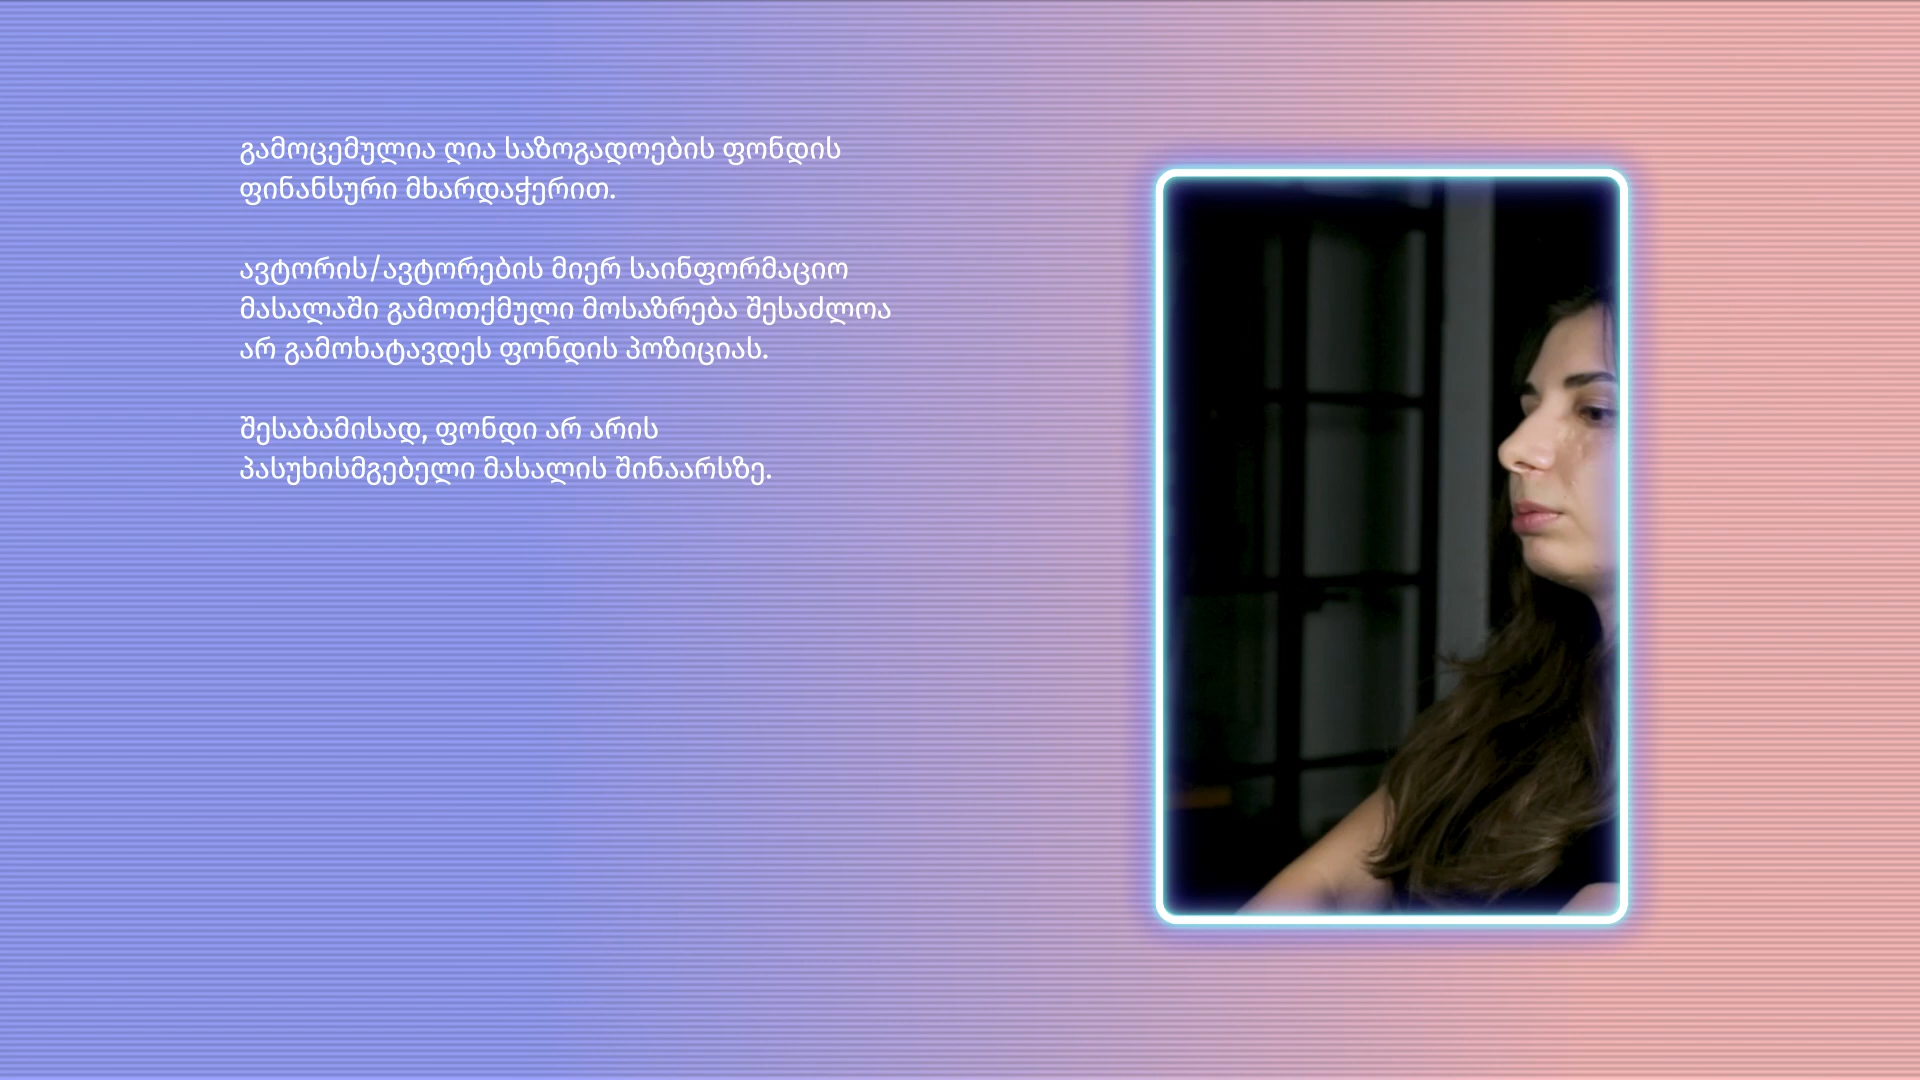 გამოცემულია ღია საზოგადოების ფონდის
ფინანსური მხარდაჭერით.
ავტორის/ავტორების მიერ საინფორმაციო
მასალაში გამოთქმული მოსაზრება შესაძლოა
არ გამოხატავდეს ფონდის პოზიციას.
შესაბამისად, ფონდი არ არის
პასუხისმგებელი მასალის შინაარსზე.